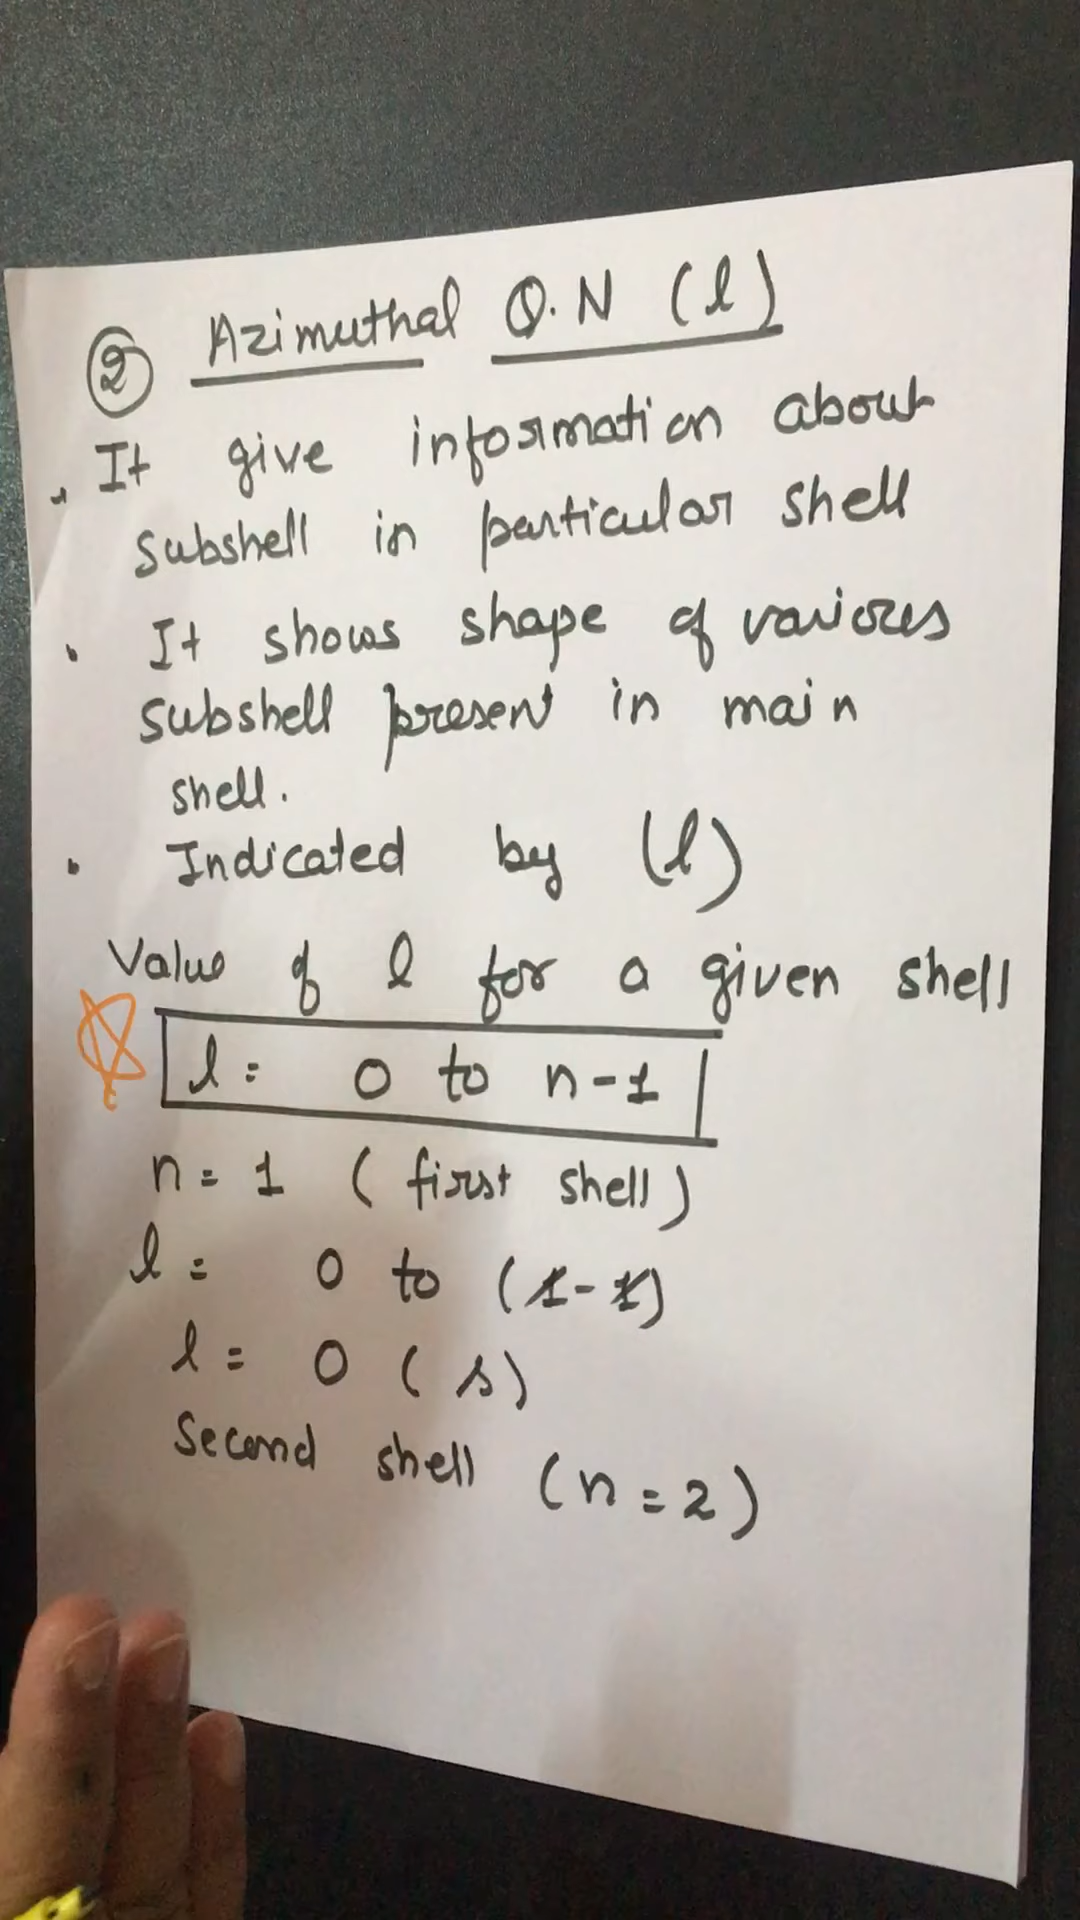 ② Azimuthal Q.N (l)
. It give information about
subshell in particular shell
. It shows shape of various
subshell present in main
shell.
. Indicated by (l)
Value of l for a given shell
l = 0 to n-1
n = 1 (first shell)
l = 0 to (1-1)
l = 0 (s)
Second shell (n = 2)